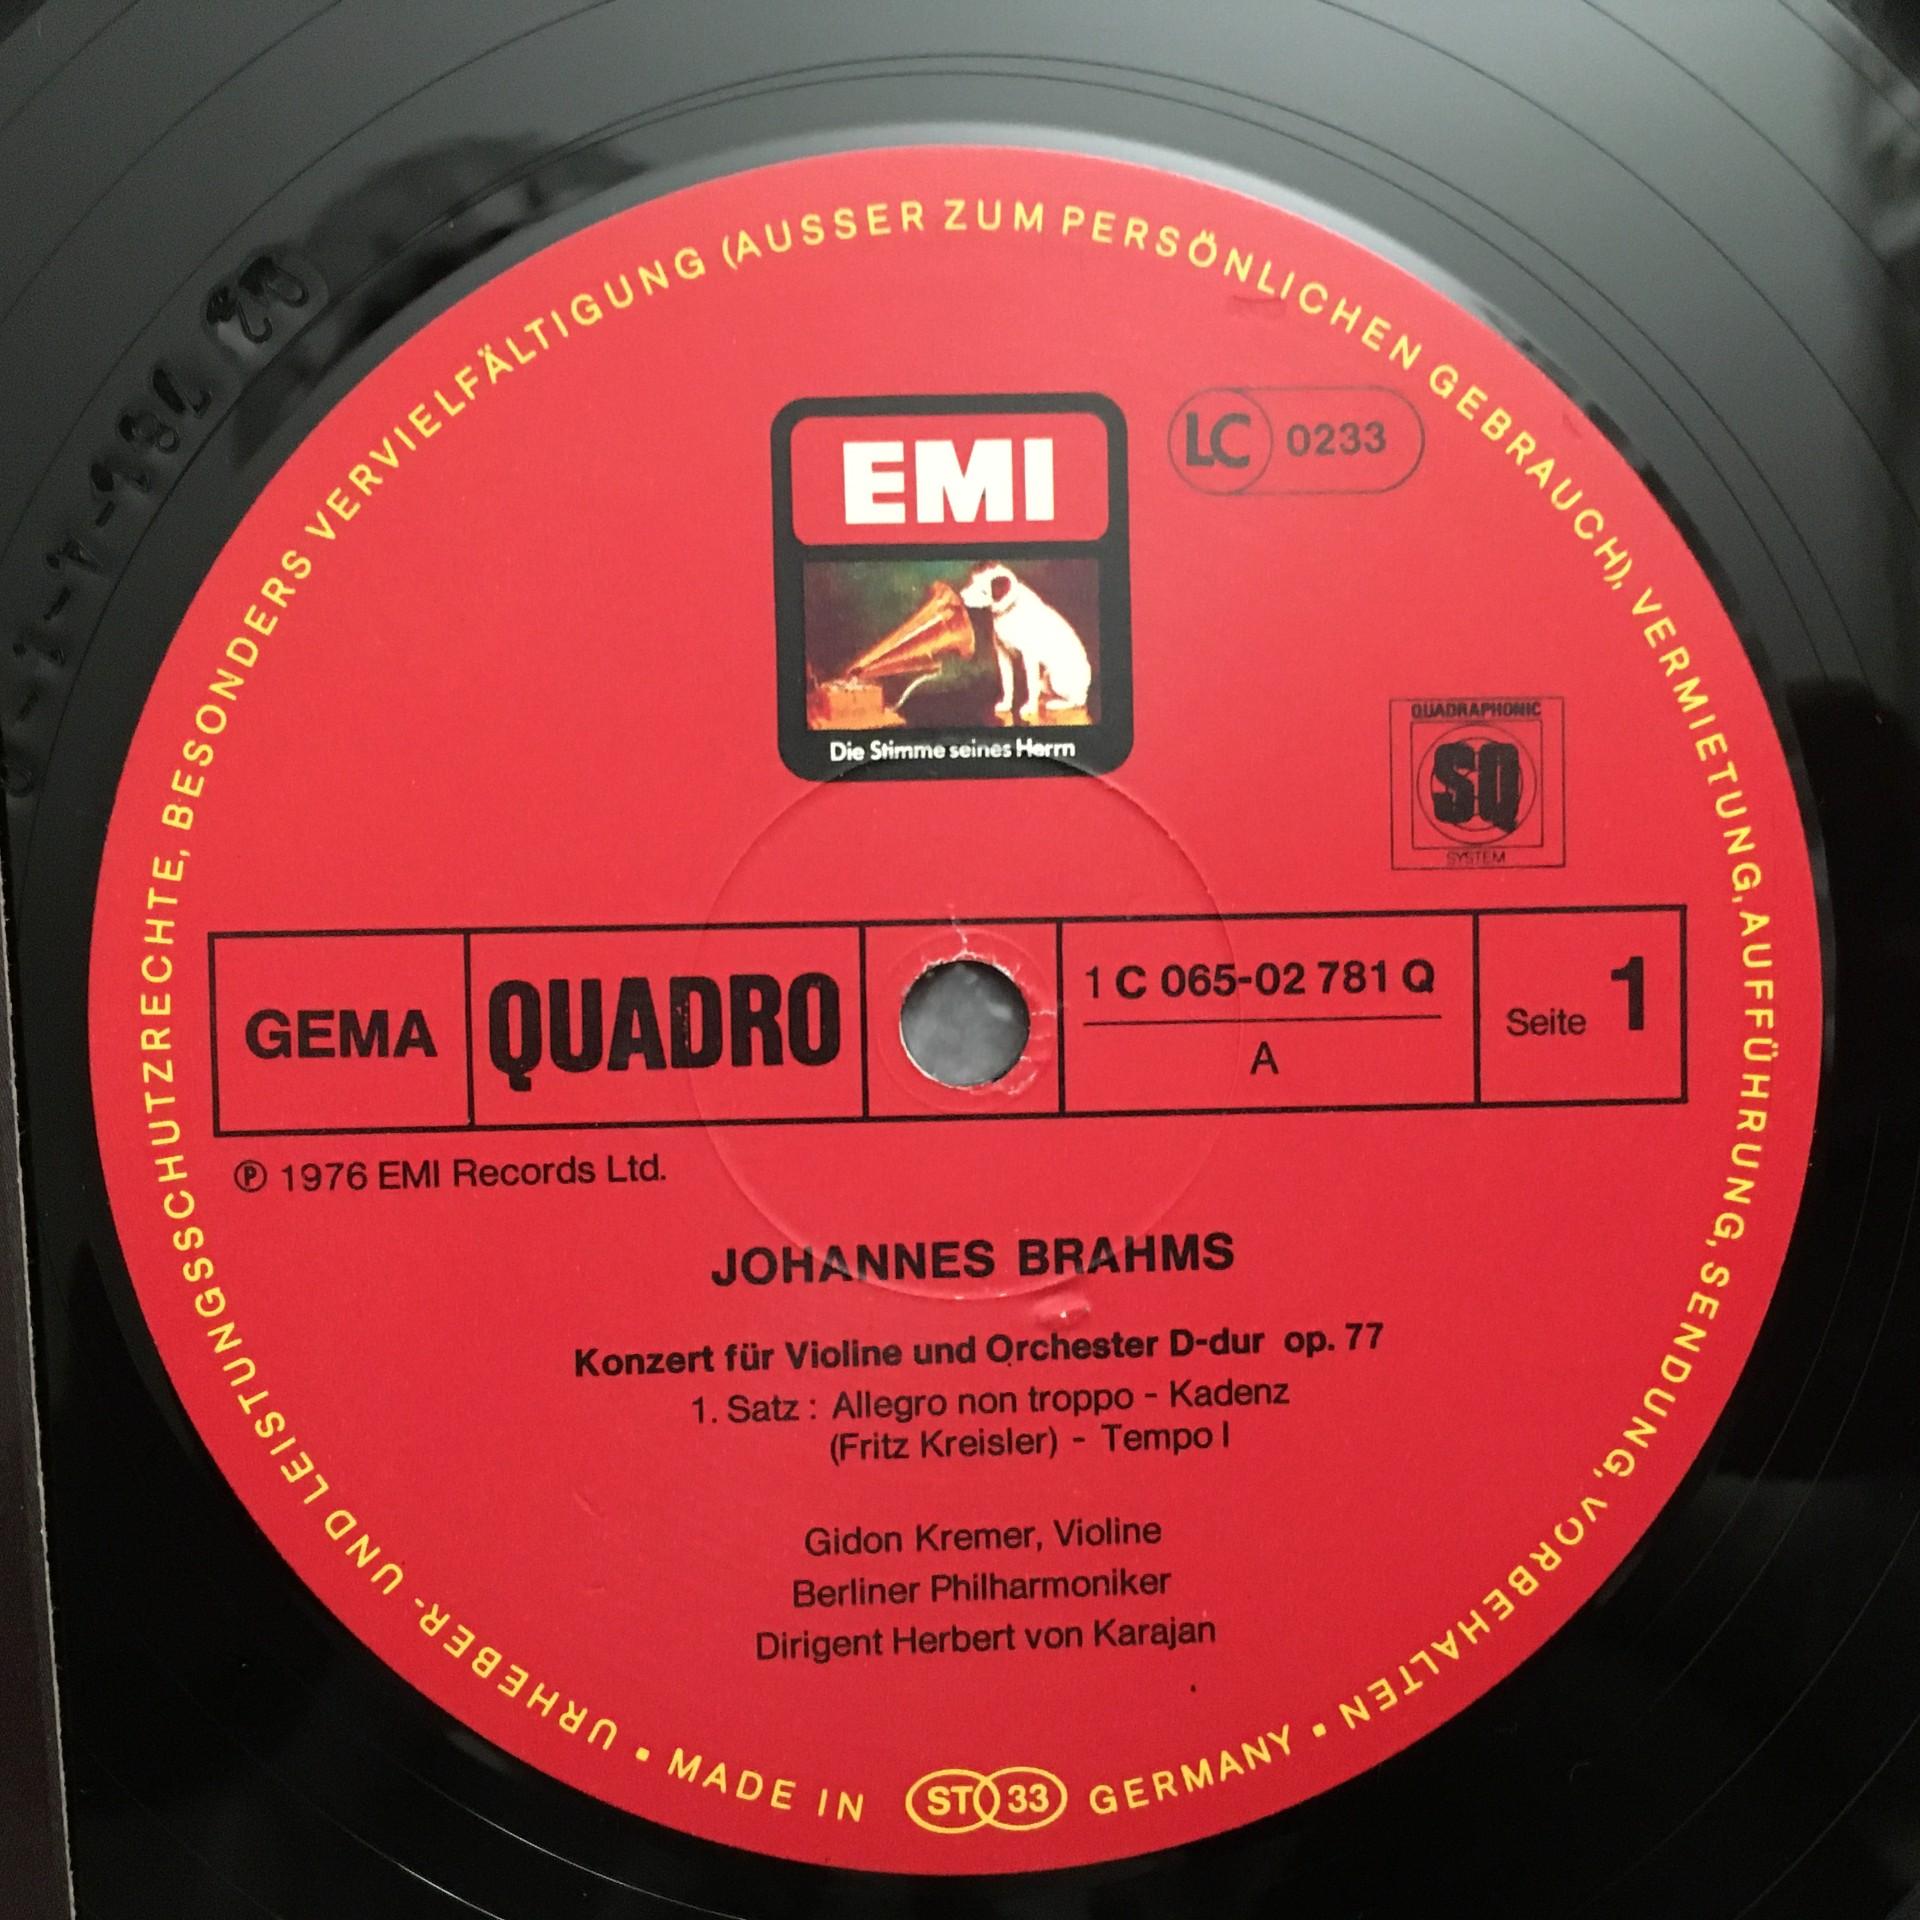 URHEBER- UND LEISTUNGSSCHUTZRECHTE, BESONDERS VERVIELFÄLTIGUNG (AUSSER ZUM PERSÖNLICHEN GEBRAUCH), VERMIETUNG, AUFFÜHRUNG, SENDUNG, VORBEHALTEN •
EMI
LC 0233
Die Stimme seines Herrn
QUADRAPHONIC
SQ
SYSTEM
GEMA
QUADRO
1 C 065-02 781 Q
A
Seite 1
℗ 1976 EMI Records Ltd.
JOHANNES BRAHMS
Konzert für Violine und Orchester D-dur op. 77
1. Satz : Allegro non troppo - Kadenz
(Fritz Kreisler) - Tempo I
Gidon Kremer, Violine
Berliner Philharmoniker
Dirigent Herbert von Karajan
• MADE IN ST 33 GERMANY